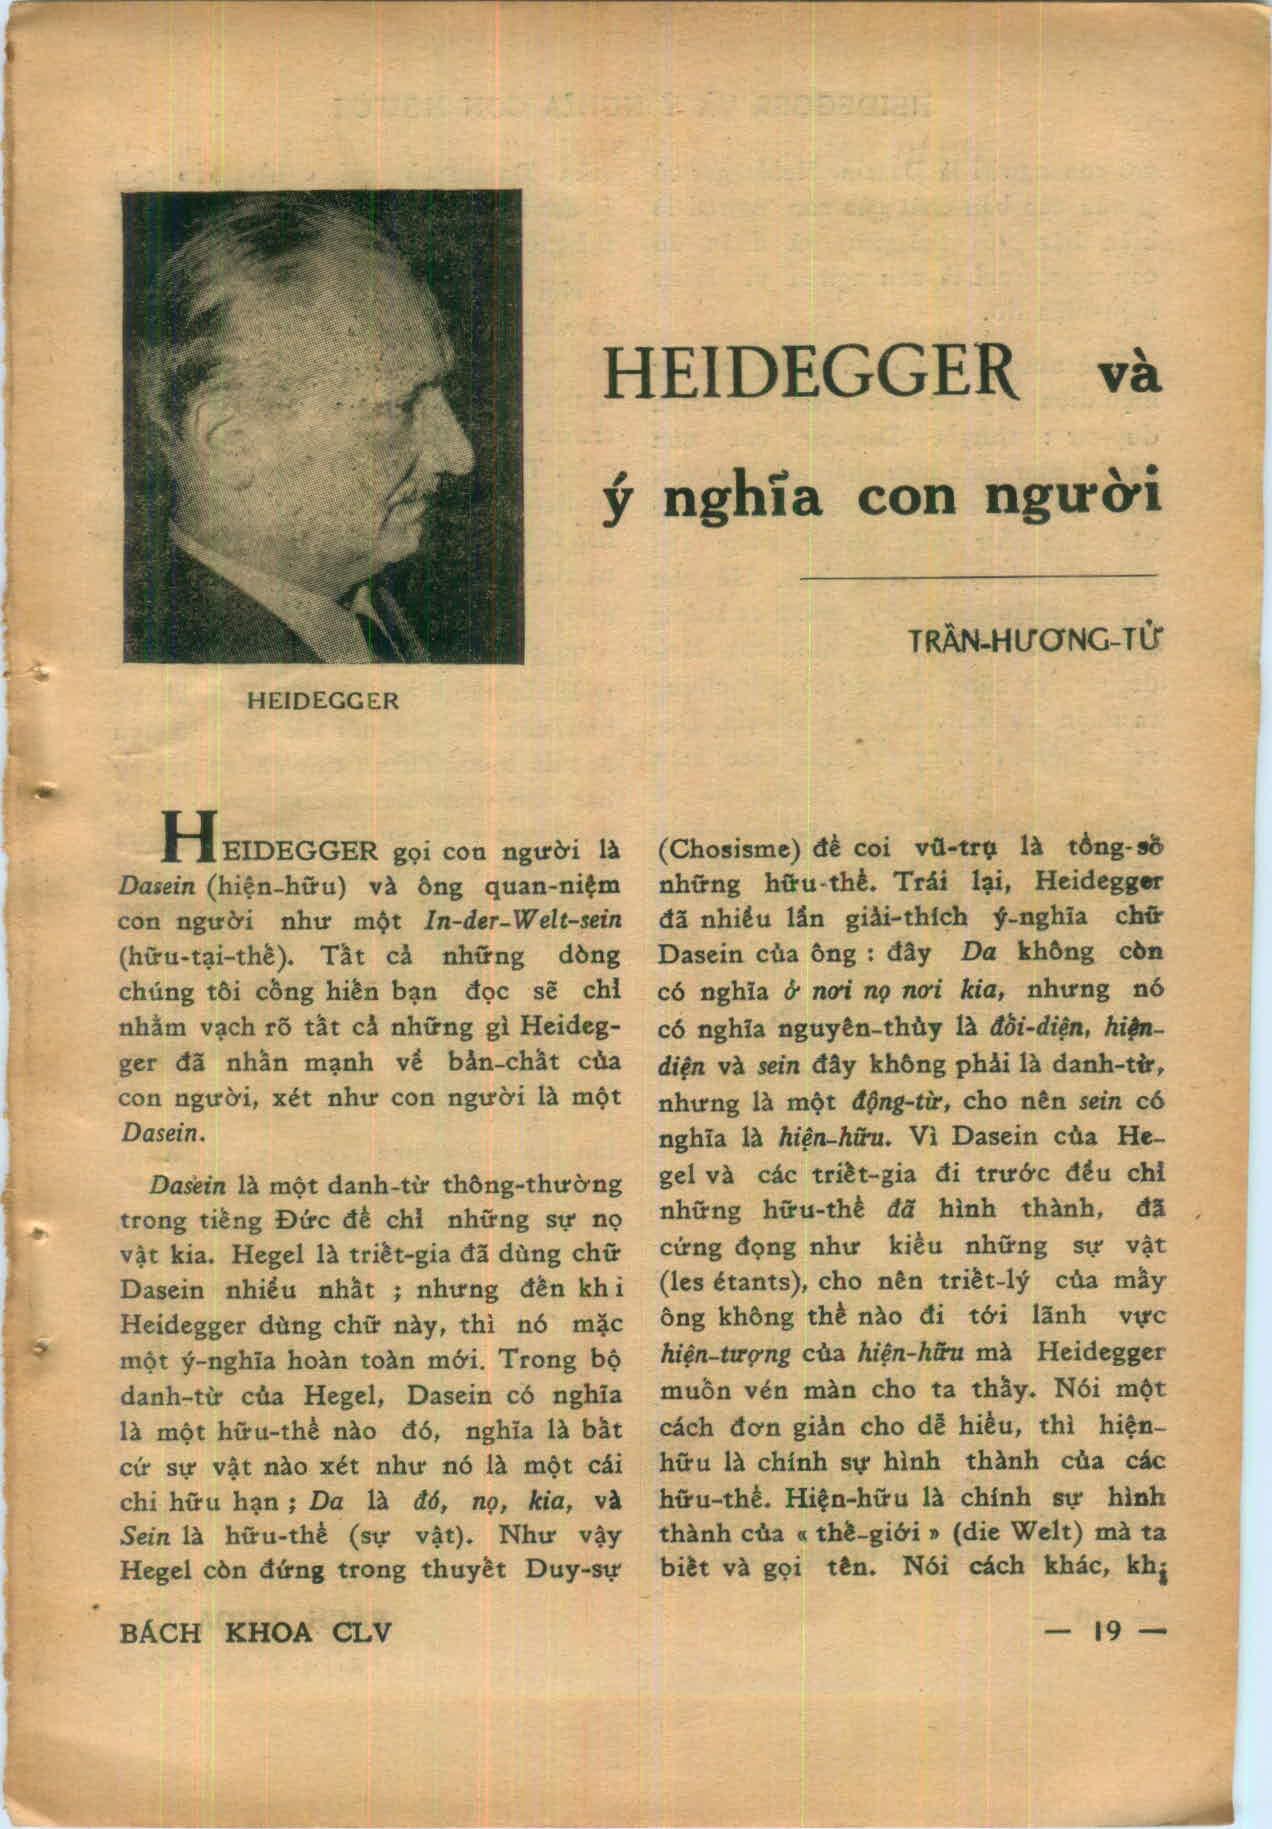 HEIDEGGER và
ý nghĩa con người
TRẦN-HƯƠNG-TỬ
HEIDEGGER
HEIDEGGER gọi con người là
Dasein (hiện-hữu) và ông quan-niệm
con người như một In-der-Welt-sein
(hữu-tại-thế). Tất cả những dòng
chúng tôi cống hiến bạn đọc sẽ chỉ
nhằm vạch rõ tất cả những gì Heideg-
ger đã nhấn mạnh về bản-chất của
con người, xét như con người là một
Dasein.
Dasein là một danh-từ thông-thường
trong tiếng Đức để chỉ những sự nọ
vật kia. Hegel là triết-gia đã dùng chữ
Dasein nhiều nhất ; nhưng đến khi
Heidegger dùng chữ này, thì nó mặc
một ý-nghĩa hoàn toàn mới. Trong bộ
danh-từ của Hegel, Dasein có nghĩa
là một hữu-thể nào đó, nghĩa là bất
cứ sự vật nào xét như nó là một cái
chi hữu hạn ; Da là đó, nọ, kia, và
Sein là hữu-thể (sự vật). Như vậy
Hegel còn đứng trong thuyết Duy-sự
(Chosisme) để coi vũ-trụ là tổng-số
những hữu-thể. Trái lại, Heidegger
đã nhiều lần giải-thích ý-nghĩa chữ
Dasein của ông : đây Da không còn
có nghĩa ở nơi nọ nơi kia, nhưng nó
có nghĩa nguyên-thủy là đối-diện, hiện-
diện và sein đây không phải là danh-từ,
nhưng là một động-từ, cho nên sein có
nghĩa là hiện-hữu. Vì Dasein của He-
gel và các triết-gia đi trước đều chỉ
những hữu-thể đã hình thành, đã
cứng đọng như kiểu những sự vật
(les étants), cho nên triết-lý của mấy
ông không thể nào đi tới lãnh vực
hiện-tượng của hiện-hữu mà Heidegger
muốn vén màn cho ta thấy. Nói một
cách đơn giản cho dễ hiểu, thì hiện-
hữu là chính sự hình thành của các
hữu-thể. Hiện-hữu là chính sự hình
thành của « thế-giới » (die Welt) mà ta
biết và gọi tên. Nói cách khác, khi
BÁCH KHOA CLV
— 19 —